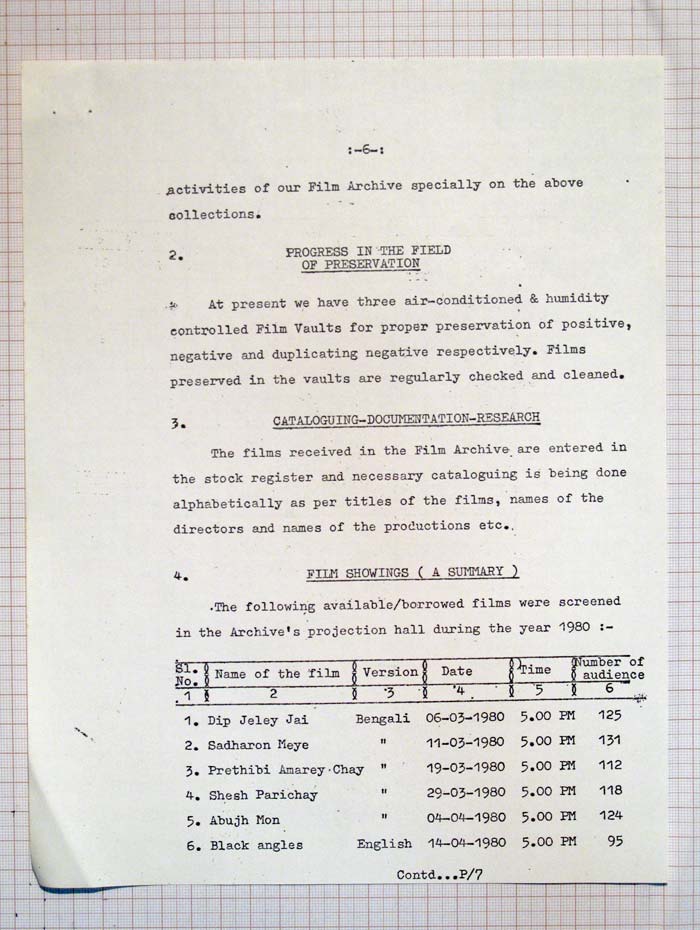 :-6-:
activities of our Film Archive specially on the above
collections.
2. PROGRESS IN THE FIELD
OF PRESERVATION
At present we have three air-conditioned & humidity
controlled Film Vaults for proper preservation of positive,
negative and duplicating negative respectively. Films
preserved in the vaults are regularly checked and cleaned.
3. CATALOGUING-DOCUMENTATION-RESEARCH
The films received in the Film Archive are entered in
the stock register and necessary cataloguing is being done
alphabetically as per titles of the films, names of the
directors and names of the productions etc..
4. FILM SHOWINGS ( A SUMMARY )
The following available/borrowed films were screened
in the Archive's projection hall during the year 1980 :-
Sl. No. Name of the film Version Date Time Number of audience
1 2 3 4 5 6
1. Dip Jeley Jai Bengali 06-03-1980 5.00 PM 125
2. Sadharon Meye " 11-03-1980 5.00 PM 131
3. Prethibi Amarey Chay " 19-03-1980 5.00 PM 112
4. Shesh Parichay " 29-03-1980 5.00 PM 118
5. Abujh Mon " 04-04-1980 5.00 PM 124
6. Black angles English 14-04-1980 5.00 PM 95
Contd...P/7